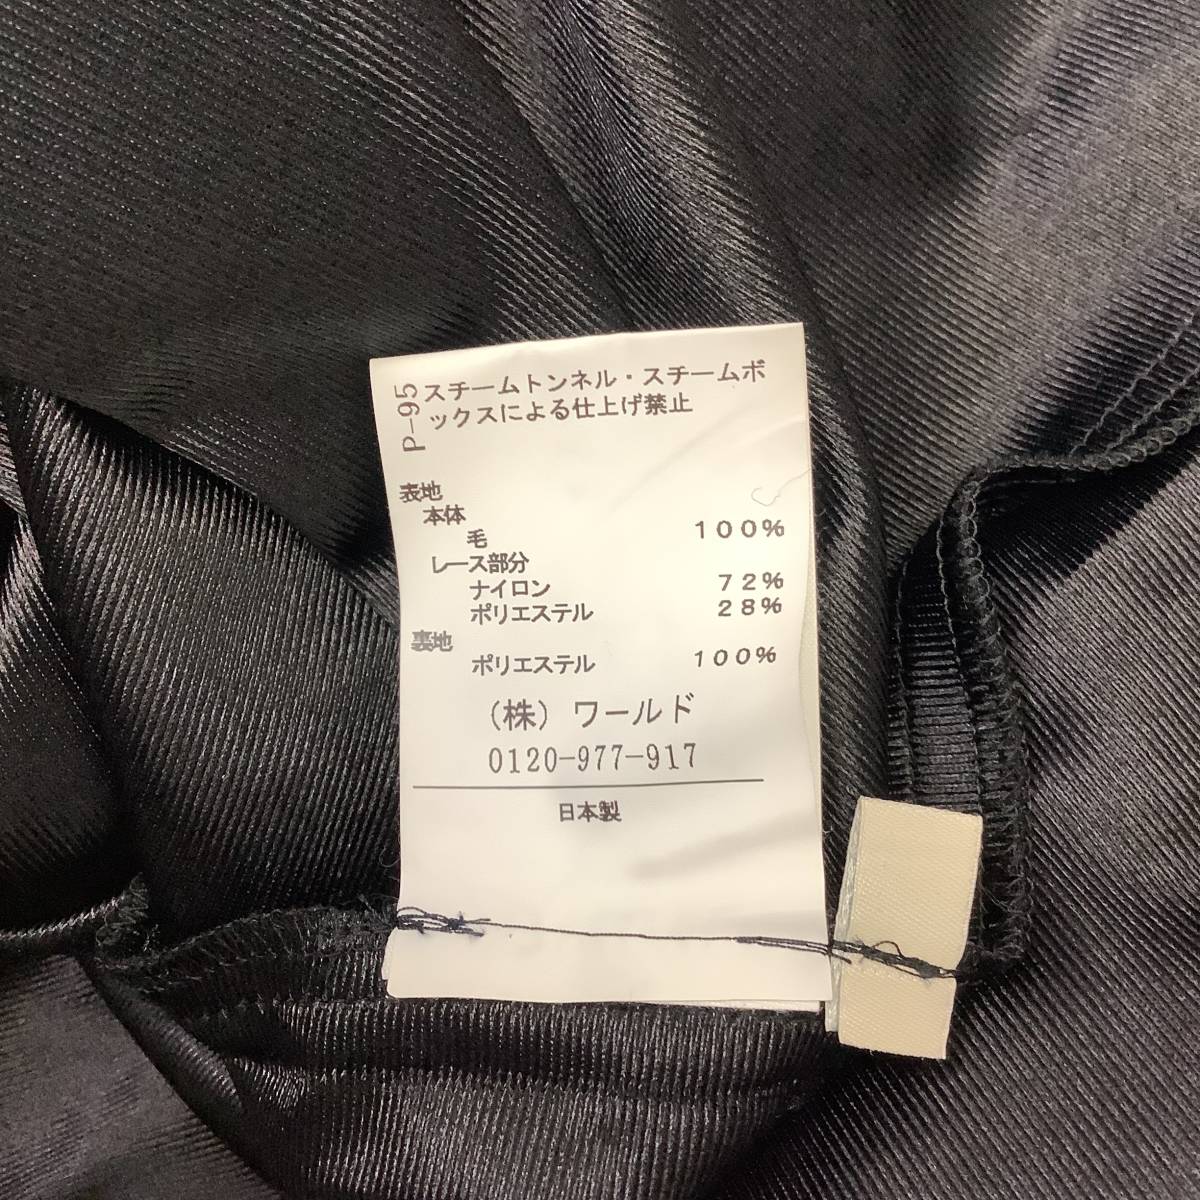 P-95
スチームトンネル・スチームボ
ックスによる仕上げ禁止
表地
本体
毛 100%
レース部分
ナイロン 72%
ポリエステル 28%
裏地
ポリエステル 100%
(株) ワールド
0120-977-917
日本製